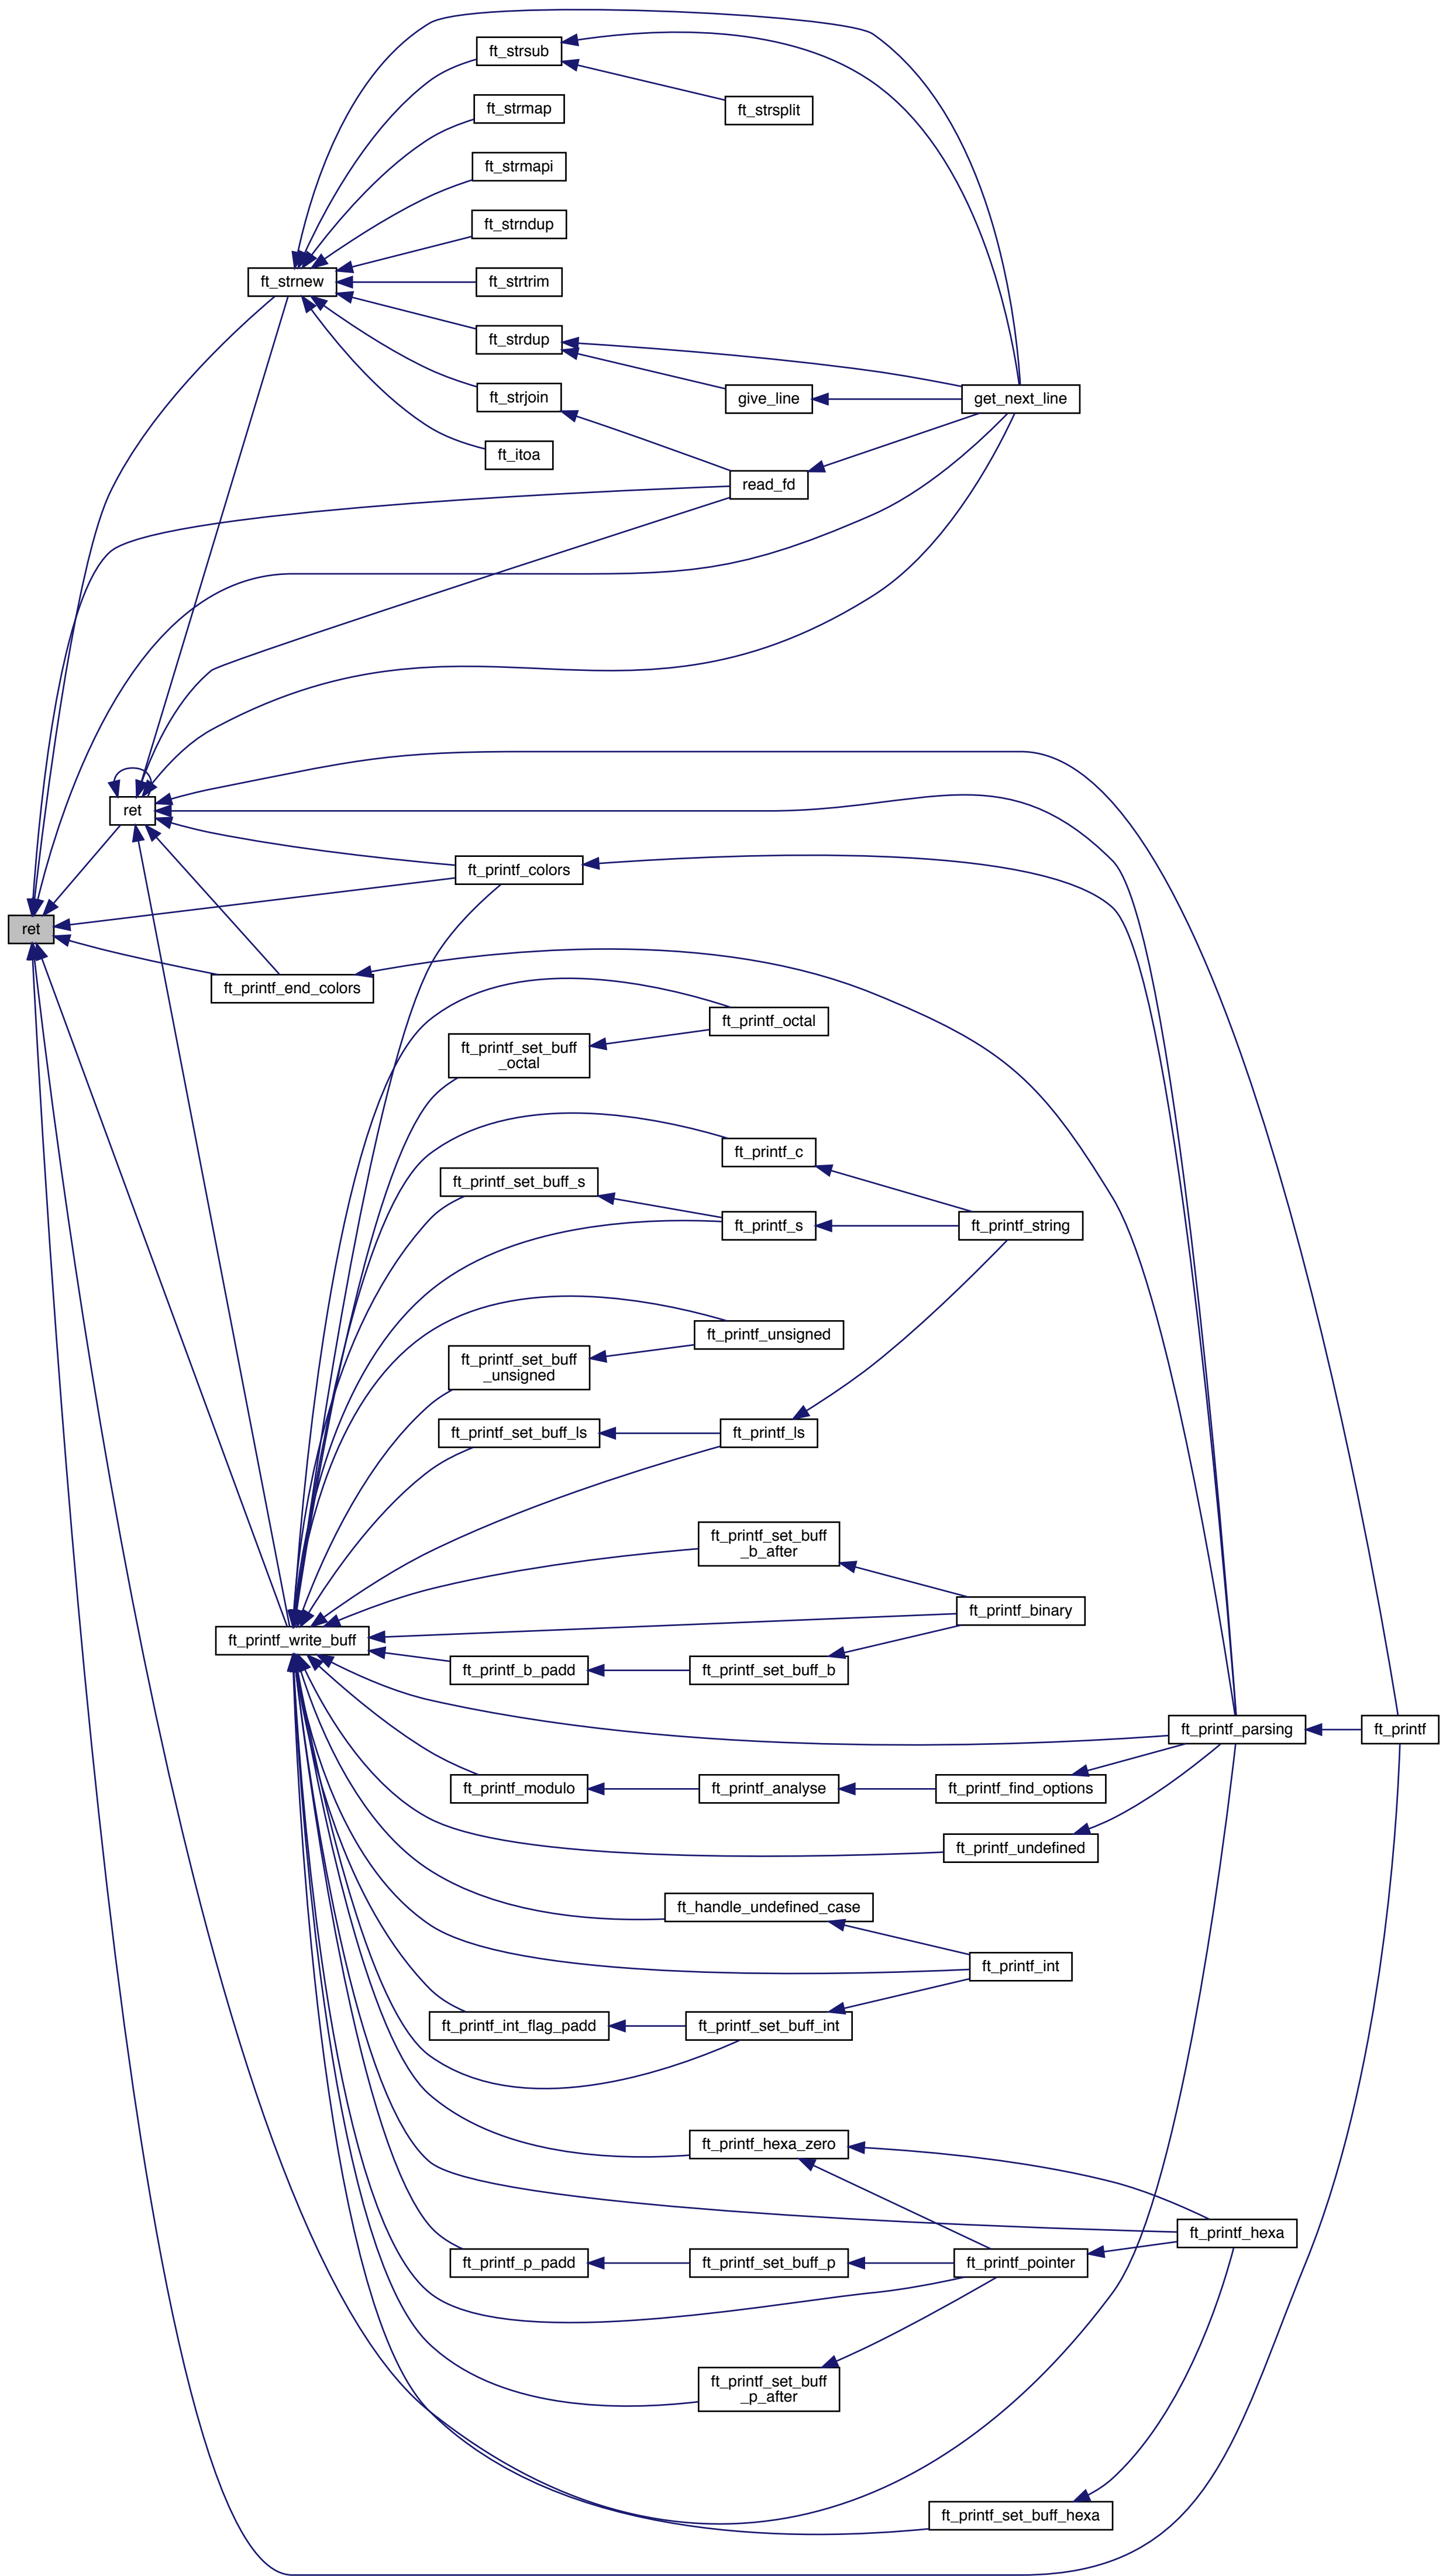 ft_strsub
ft_strsplit
ft_strmap
ft_strmapi
ft_strndup
ft_strnew
ft_strtrim
ft_strdup
ft_strjoin
give_line
get_next_line
ft_itoa
read_fd
ret
ft_printf_colors
ret
ft_printf_end_colors
ft_printf_octal
ft_printf_set_buff
_octal
ft_printf_c
ft_printf_set_buff_s
ft_printf_s
ft_printf_string
ft_printf_unsigned
ft_printf_set_buff
_unsigned
ft_printf_set_buff_ls
ft_printf_ls
ft_printf_set_buff
_b_after
ft_printf_binary
ft_printf_write_buff
ft_printf_b_padd
ft_printf_set_buff_b
ft_printf_parsing
ft_printf
ft_printf_modulo
ft_printf_analyse
ft_printf_find_options
ft_printf_undefined
ft_handle_undefined_case
ft_printf_int
ft_printf_int_flag_padd
ft_printf_set_buff_int
ft_printf_hexa_zero
ft_printf_hexa
ft_printf_p_padd
ft_printf_set_buff_p
ft_printf_pointer
ft_printf_set_buff
_p_after
ft_printf_set_buff_hexa